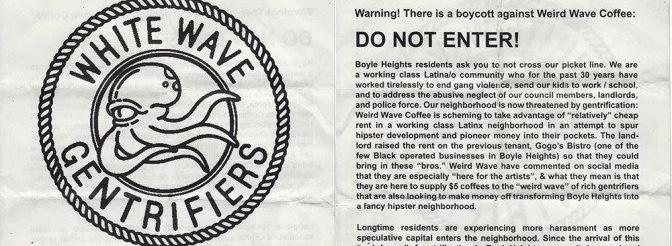 WHITE WAVE
GENTRIFIERS
Warning! There is a boycott against Weird Wave Coffee:
DO NOT ENTER!
Boyle Heights residents ask you to not cross our picket line. We are
a working class Latina/o community who for the past 30 years have
worked tirelessly to end gang violence, send our kids to work / school,
and to address the abusive neglect of our council members, landlords,
and police force. Our neighborhood is now threatened by gentrification:
Weird Wave Coffee is scheming to take advantage of “relatively” cheap
rent in a working class Latinx neighborhood in an attempt to spur
hipster development and pioneer money into their pockets. The land-
lord raised the rent on the previous tenant, Gogo's Bistro (one of the
few Black operated businesses in Boyle Heights) so that they could
bring in these “bros.” Weird Wave have commented on social media
that they are especially “here for the artists”, & what they mean is that
they are here to supply $5 coffees to the “weird wave” of rich gentrifiers
that are also looking to make money off transforming Boyle Heights into
a fancy hipster neighborhood.
Longtime residents are experiencing more harassment as more
speculative capital enters the neighborhood. Since the arrival of this